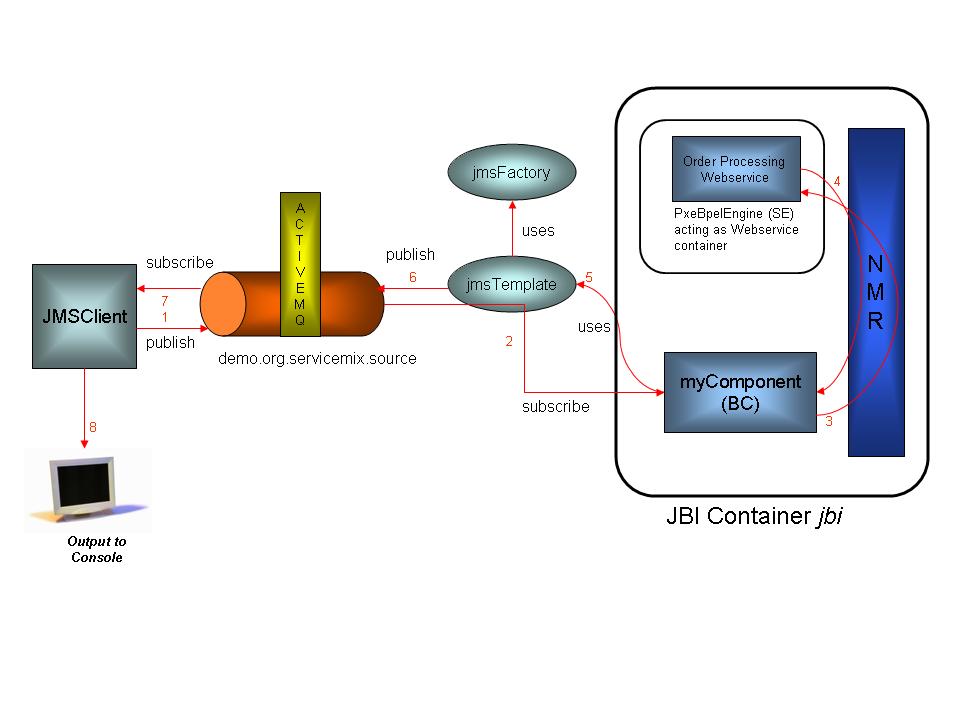 jmsFactory
uses
Order Processing
Webservice
PxeBpelEngine (SE)
acting as Webservice
container
4
N
M
R
A
C
T
I
V
E
M
Q
subscribe
7
1
publish
JMSClient
demo.org.servicemix.source
publish
6
jmsTemplate
5
uses
2
subscribe
myComponent
(BC)
3
JBI Container jbi
8
Output to
Console